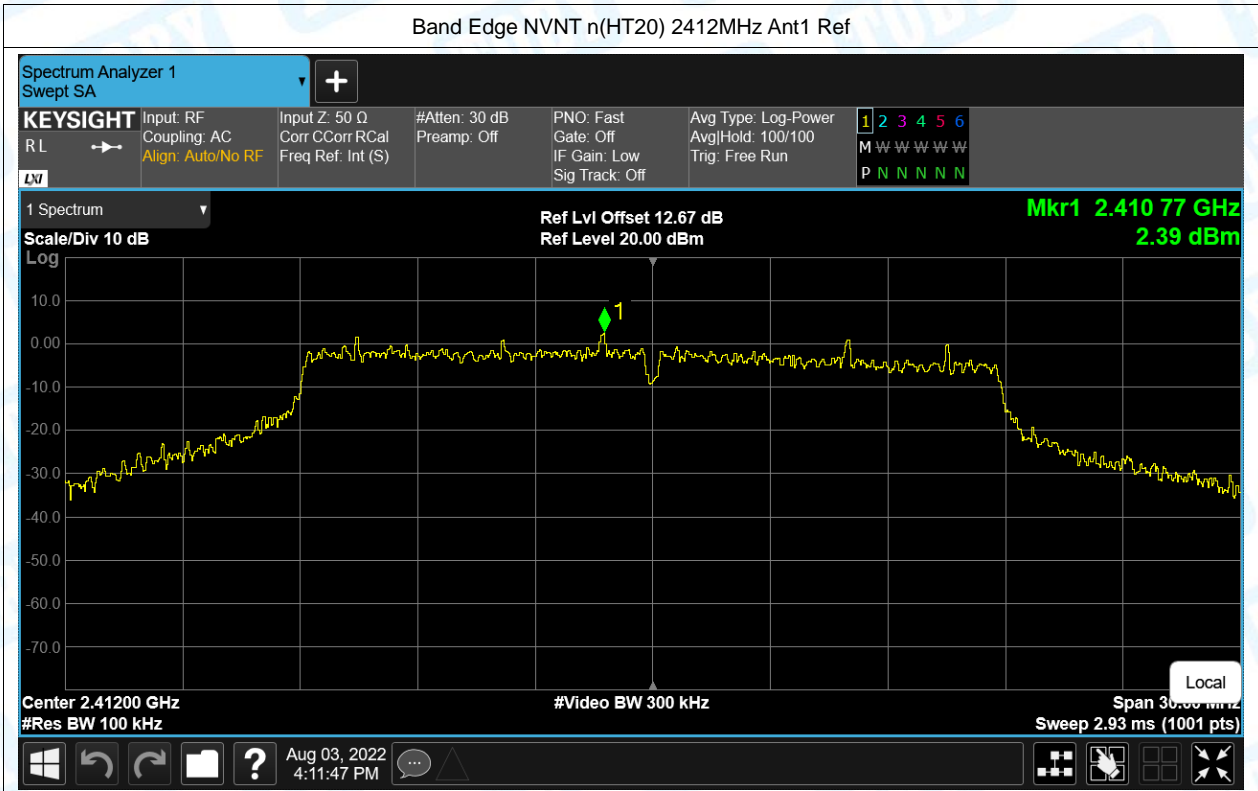 Band Edge NVNT n(HT20) 2412MHz Ant1 Ref
Spectrum Analyzer 1
Swept SA
KEYSIGHT
RL
LXI
Input: RF
Coupling: AC
Align: Auto/No RF
Input Z: 50 Ω
Corr CCorr RCal
Freq Ref: Int (S)
#Atten: 30 dB
Preamp: Off
PNO: Fast
Gate: Off
IF Gain: Low
Sig Track: Off
Avg Type: Log-Power
Avg|Hold: 100/100
Trig: Free Run
1 2 3 4 5 6
M W W W W W
P N N N N N
1 Spectrum
Scale/Div 10 dB
Ref Lvl Offset 12.67 dB
Ref Level 20.00 dBm
Mkr1 2.410 77 GHz
2.39 dBm
Log
10.0
0.00
-10.0
-20.0
-30.0
-40.0
-50.0
-60.0
-70.0
1
Center 2.41200 GHz
#Res BW 100 kHz
#Video BW 300 kHz
Span 30.00 MHz
Sweep 2.93 ms (1001 pts)
Local
?
Aug 03, 2022
4:11:47 PM